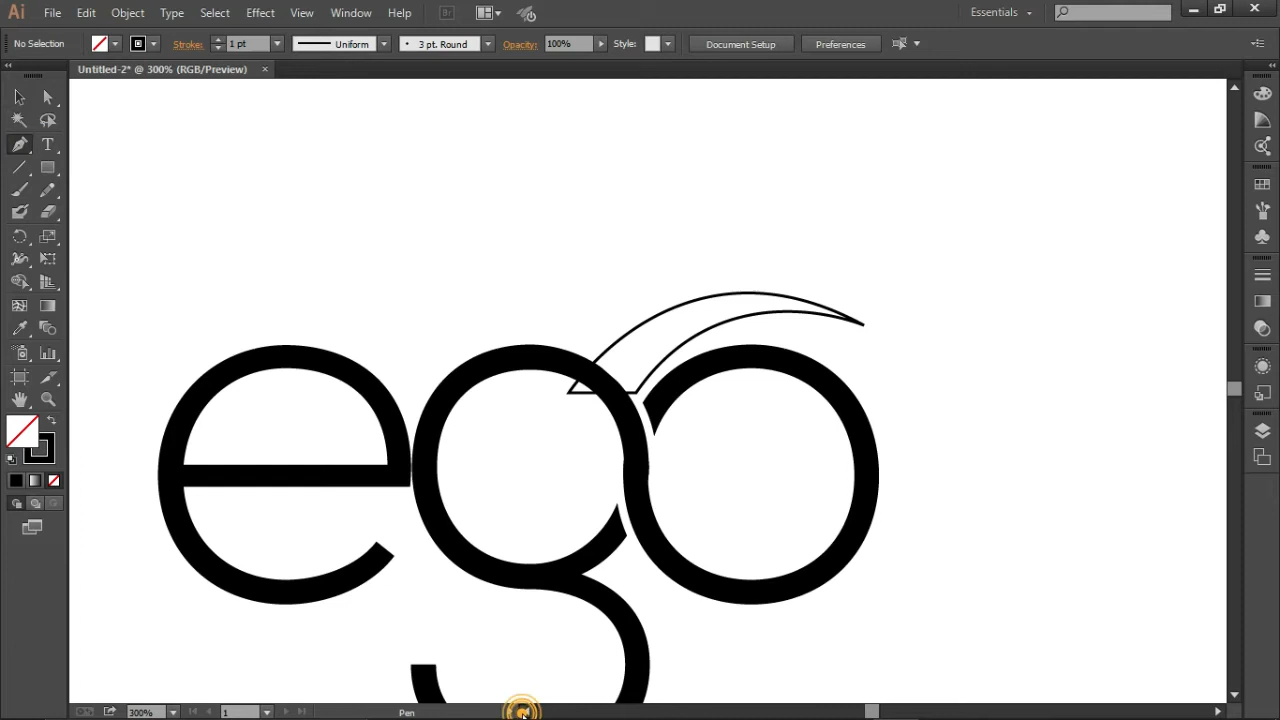 Ai File Edit Object Type Select Effect View Window Help Br Essentials
No Selection Stroke: 1 pt Uniform 3 pt. Round Opacity: 100% Style: Document Setup Preferences
Untitled-2* @ 300% (RGB/Preview) ×
T
ego
300% 1 Pen